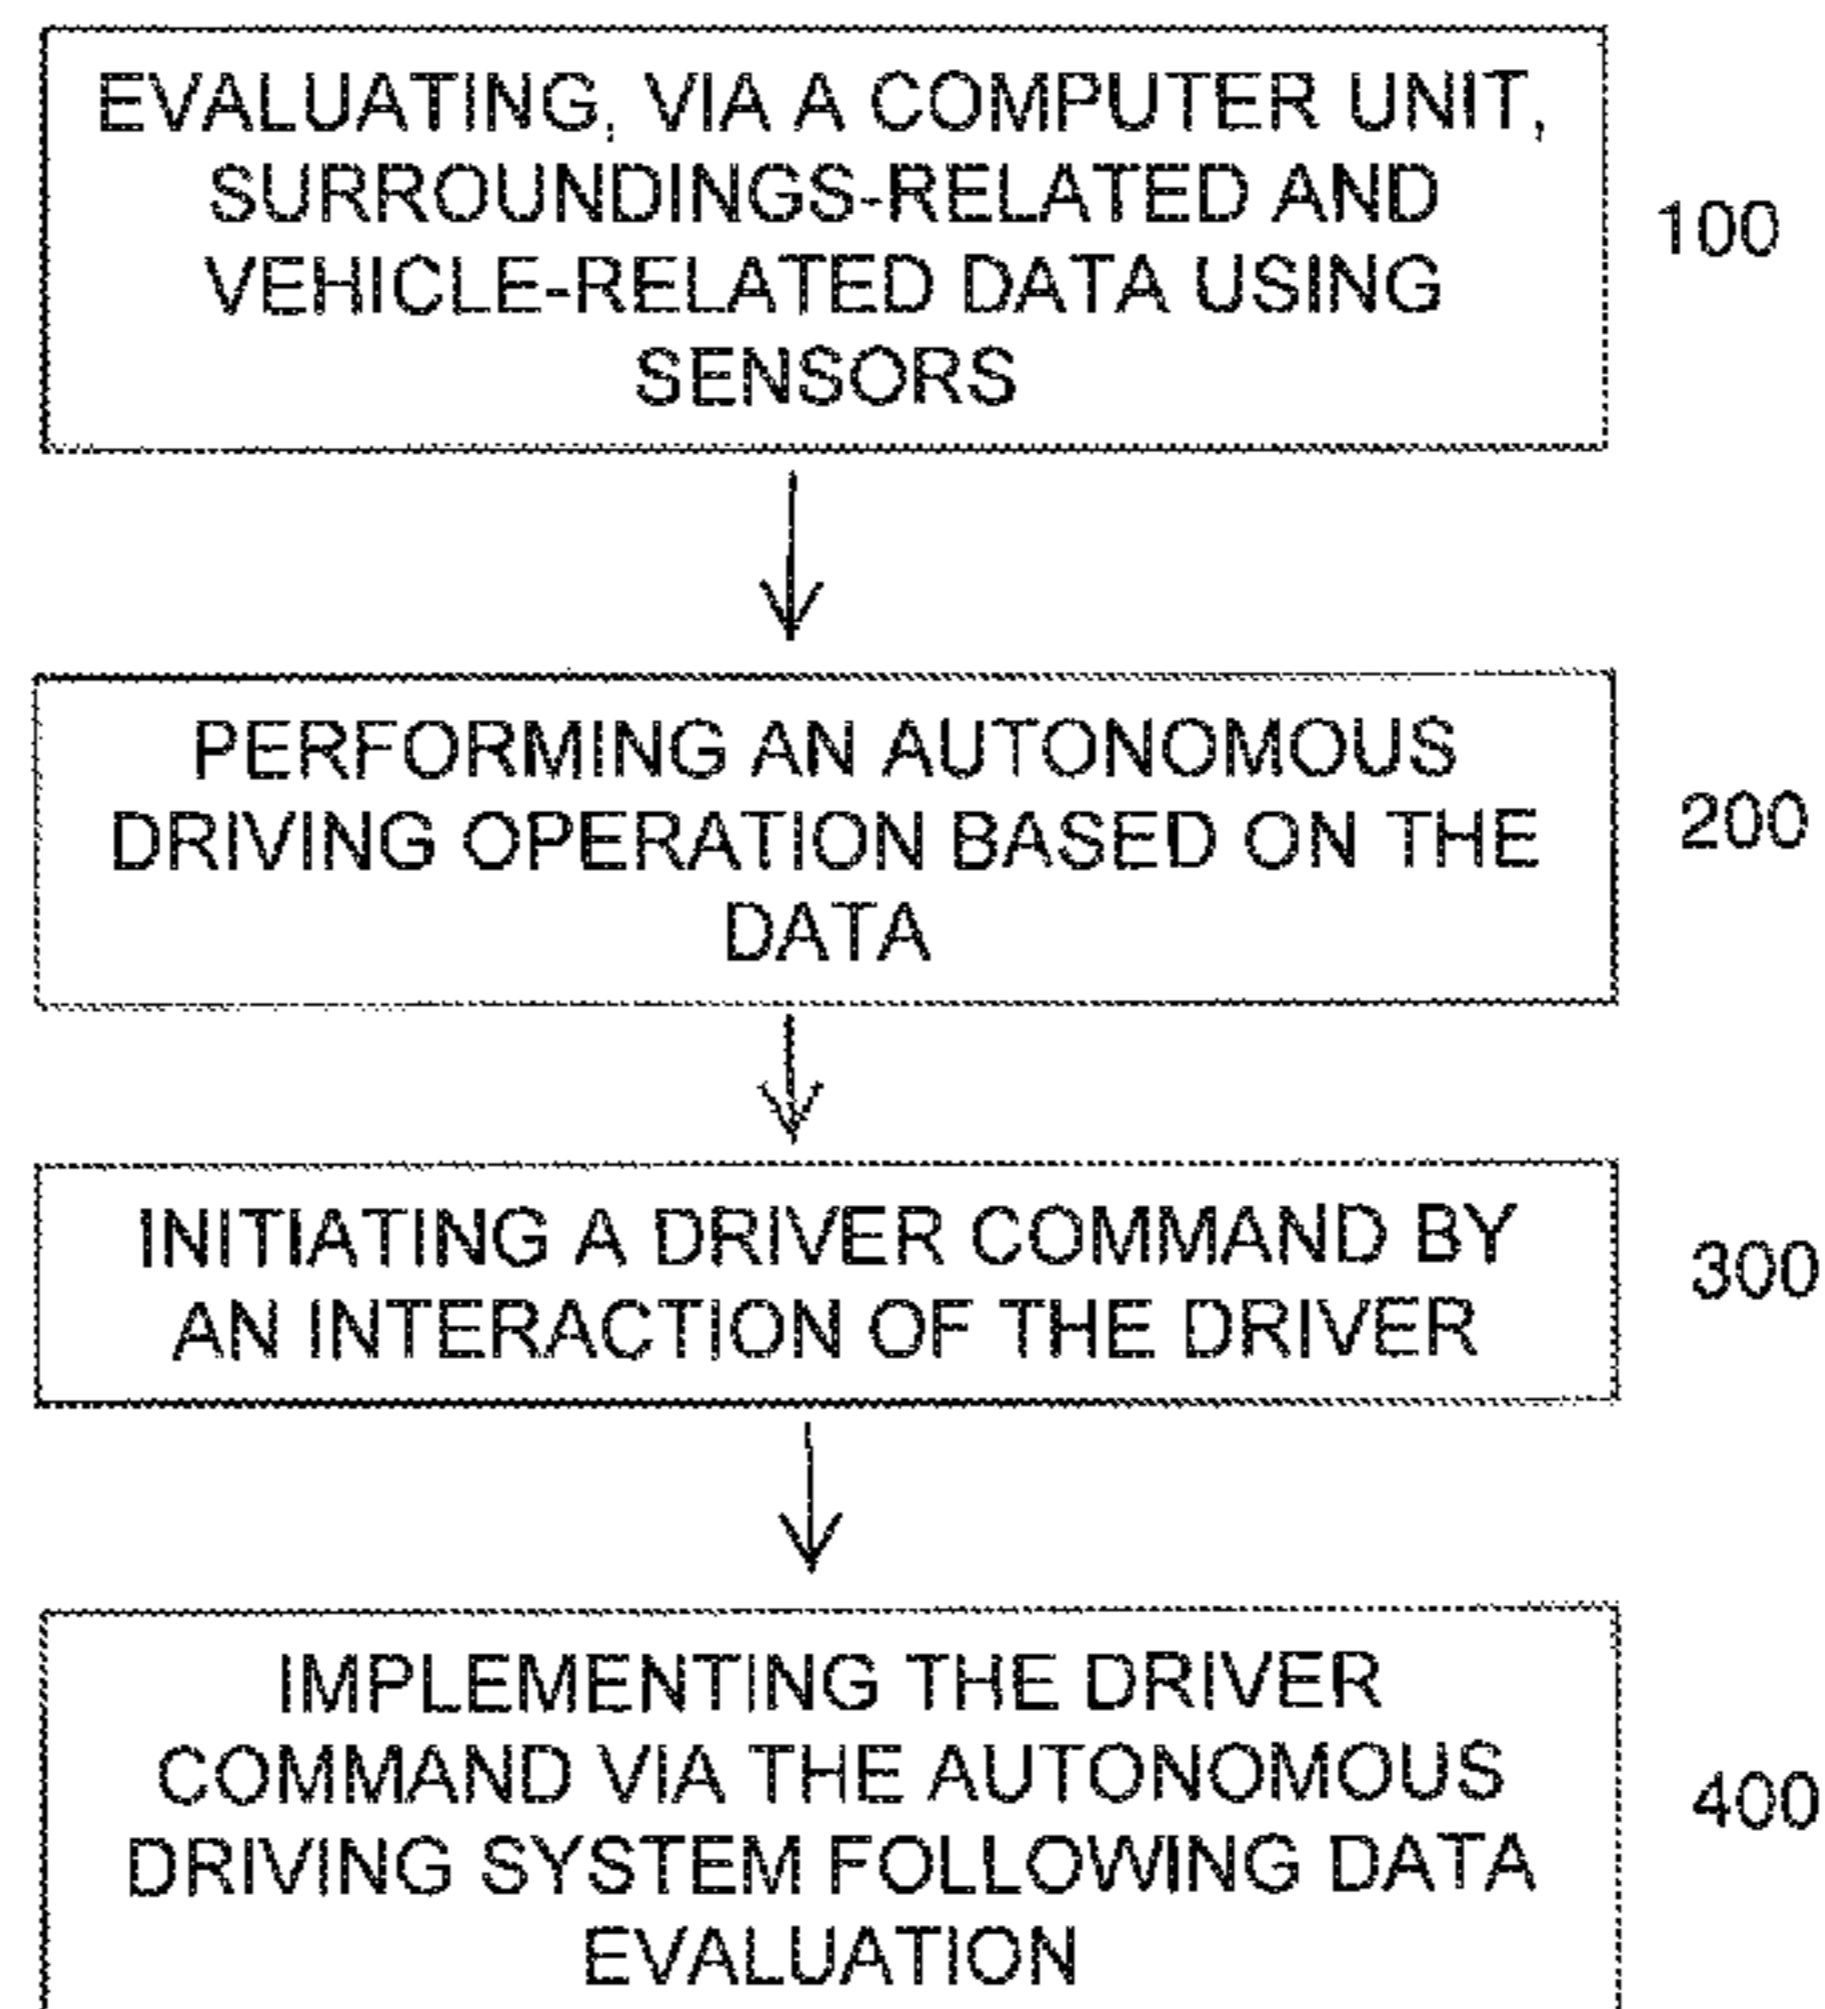 EVALUATING, VIA A COMPUTER UNIT,
SURROUNDINGS-RELATED AND
VEHICLE-RELATED DATA USING
SENSORS
100
PERFORMING AN AUTONOMOUS
DRIVING OPERATION BASED ON THE
DATA
200
INITIATING A DRIVER COMMAND BY
AN INTERACTION OF THE DRIVER
300
IMPLEMENTING THE DRIVER
COMMAND VIA THE AUTONOMOUS
DRIVING SYSTEM FOLLOWING DATA
EVALUATION
400